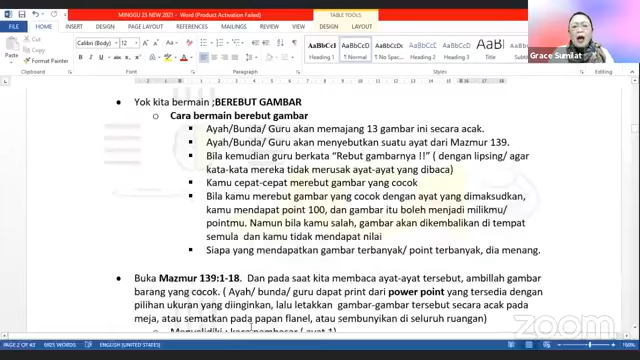 MINGGU 23 NEW 2021 - Word (Product Activation Failed)
TABLE TOOLS
FILE HOME INSERT DESIGN PAGE LAYOUT REFERENCES MAILINGS REVIEW VIEW DESIGN LAYOUT
Cut
Copy
Paste
Format Painter
Clipboard
Calibri (Body) 12
Font
Paragraph
AaBbCcI AaBbCcI AaBbCcI AaBbCcD AaBbCcD AaBI
Heading 1 ¶ Normal ¶ No Spac... Heading 2 Heading 3 Title
Styles
Grace Sumilat
• Yok kita bermain ;BEREBUT GAMBAR
o Cara bermain berebut gambar
▪ Ayah/Bunda/ Guru akan memajang 13 gambar ini secara acak.
▪ Ayah/Bunda/ Guru akan menyebutkan suatu ayat dari Mazmur 139.
▪ Bila kemudian guru berkata “Rebut gambarnya !!” ( dengan lipsing/ agar
kata-kata mereka tidak merusak ayat-ayat yang dibaca)
▪ Kamu cepat-cepat merebut gambar yang cocok
▪ Bila kamu merebut gambar yang cocok dengan ayat yang dimaksudkan,
kamu mendapat point 100, dan gambar itu boleh menjadi milikmu/
pointmu. Namun bila kamu salah, gambar akan dikembalikan di tempat
semula dan kamu tidak mendapat nilai
▪ Siapa yang mendapatkan gambar terbanyak/ point terbanyak, dia menang.
• Buka Mazmur 139:1-18. Dan pada saat kita membaca ayat-ayat tersebut, ambillah gambar
barang yang cocok. ( Ayah/ bunda/ guru dapat print dari power point yang tersedia dengan
pilihan ukuran yang diinginkan, lalu letakkan gambar-gambar tersebut secara acak pada
meja, atau sematkan pada papan flanel, atau sembunyikan di seluruh ruangan)
o Menyelidiki : kaca pembesar ( ayat 1)
zoom
PAGE 2 OF 43 6925 WORDS ENGLISH (UNITED STATES)